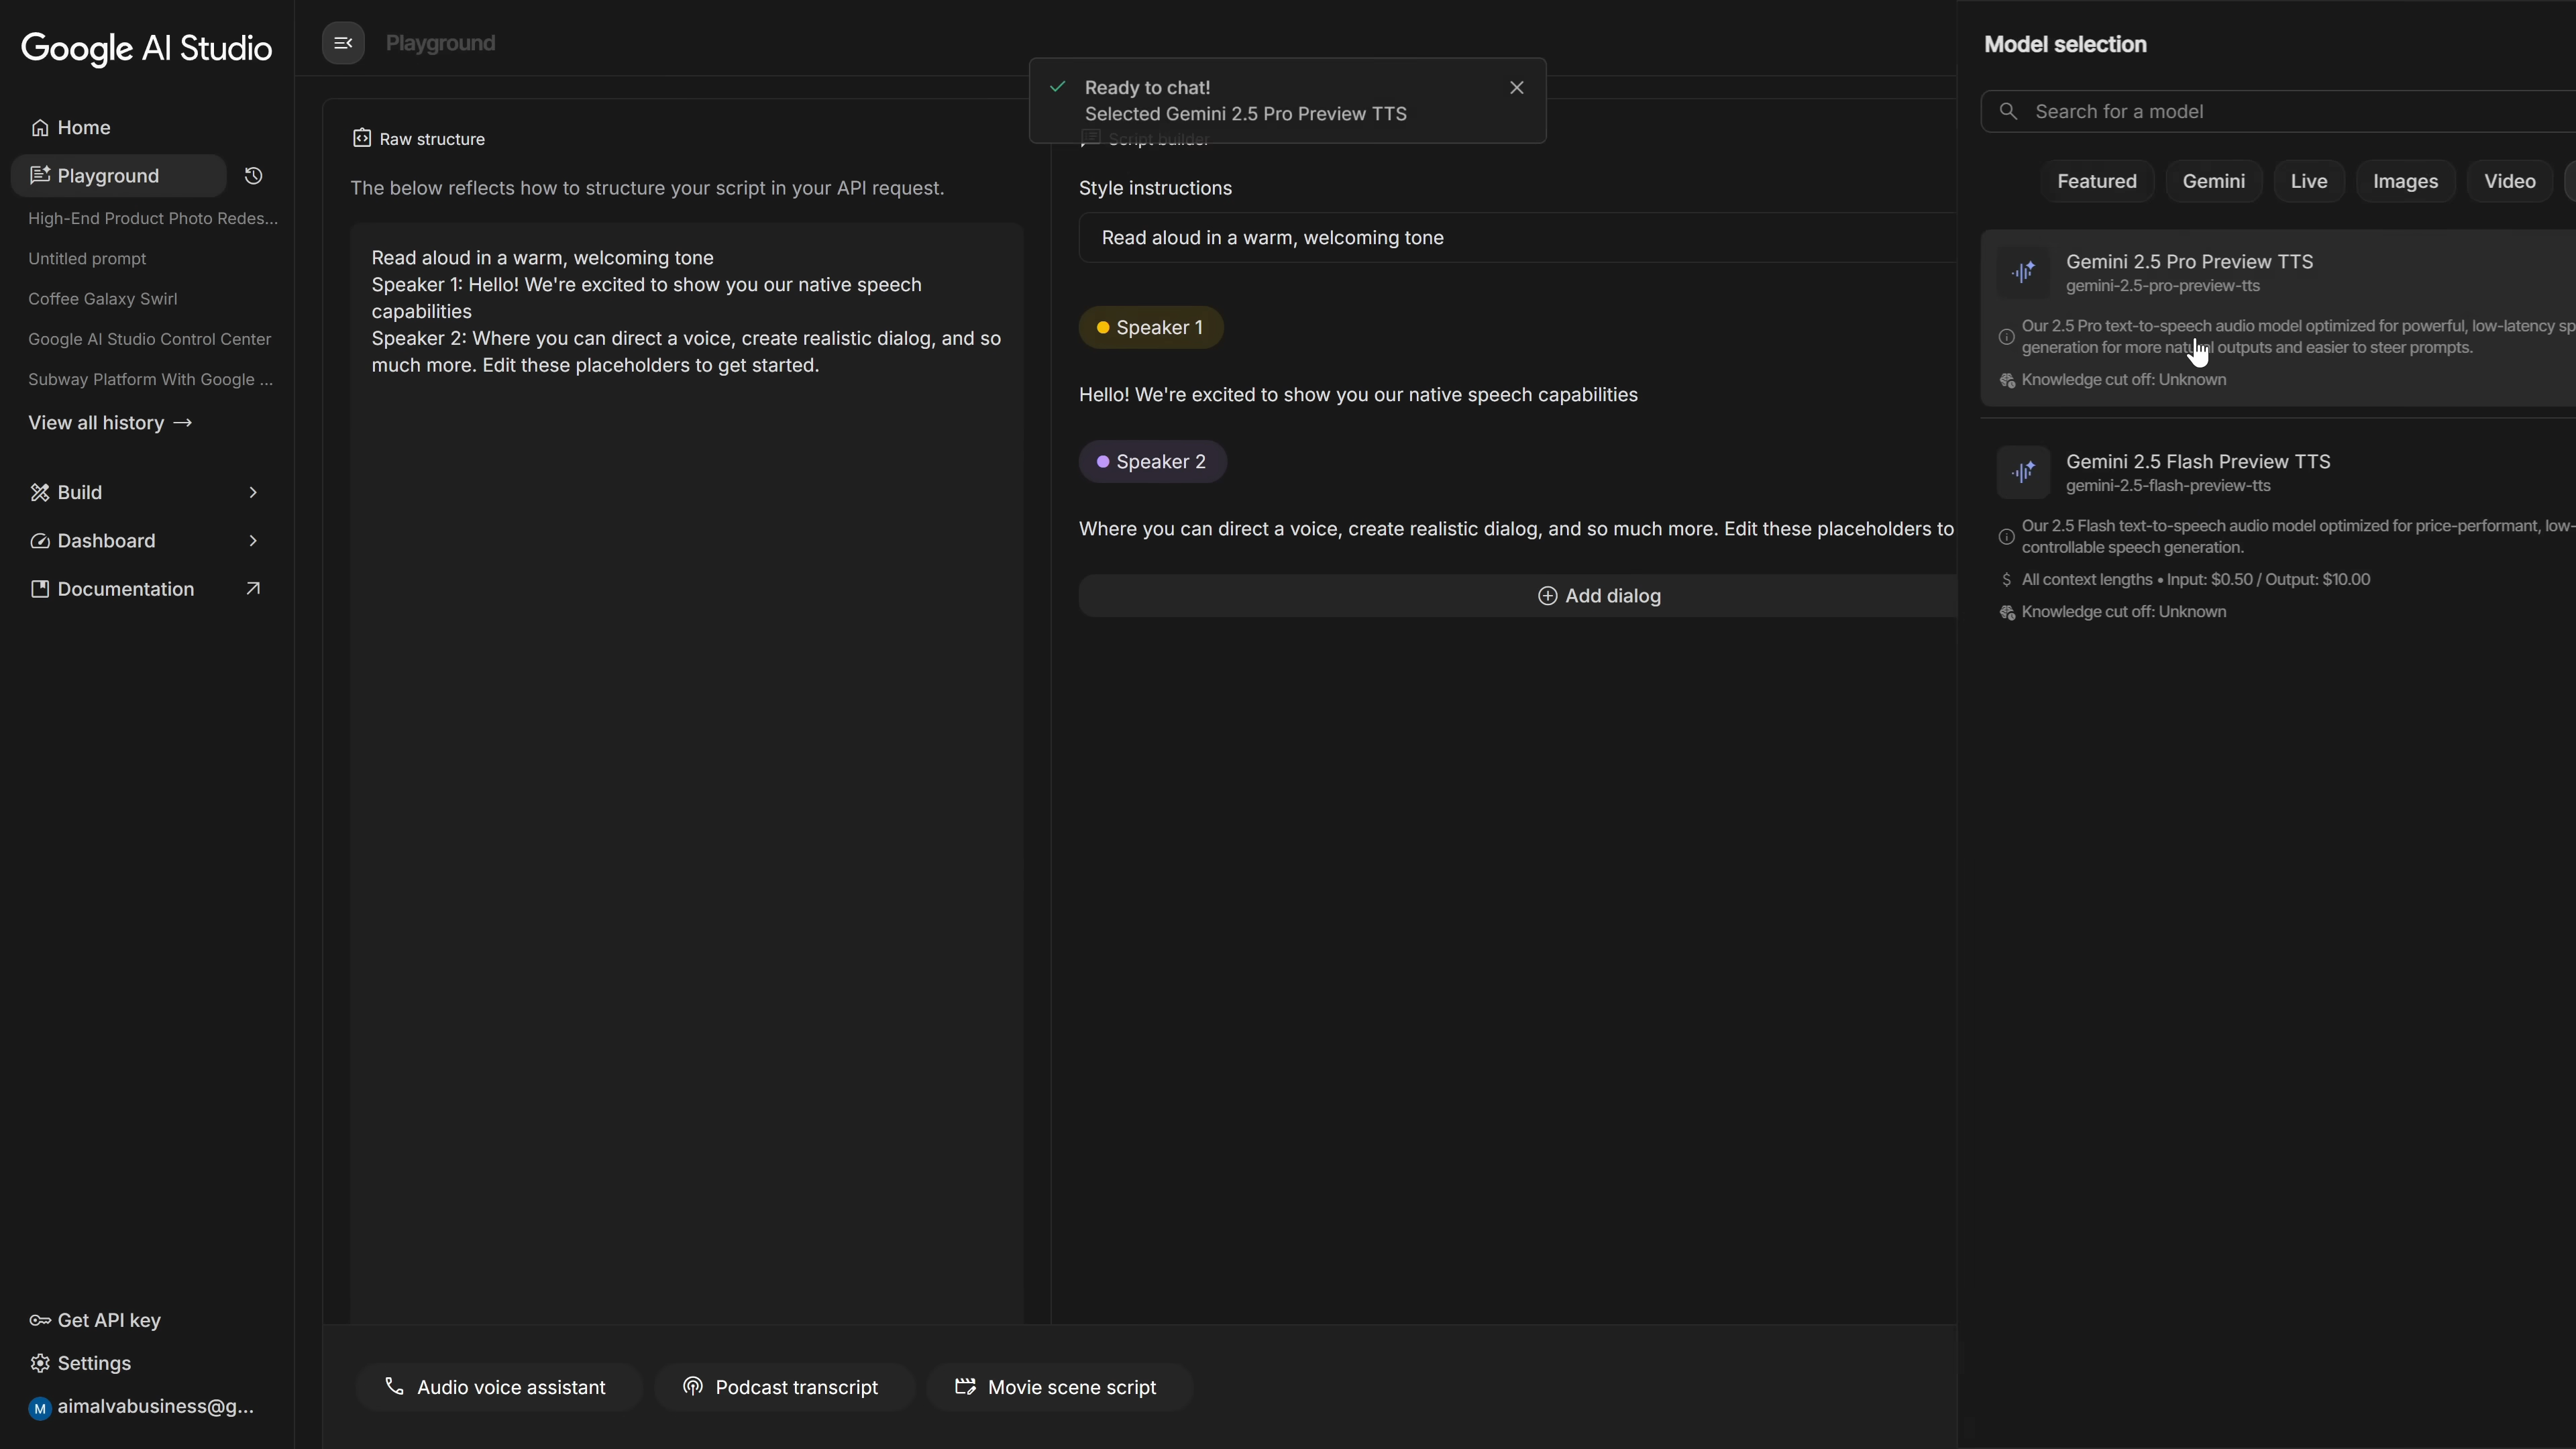 Google AI Studio
Home
Playground
High-End Product Photo Redes...
Untitled prompt
Coffee Galaxy Swirl
Google AI Studio Control Center
Subway Platform With Google ...
View all history →
Build
Dashboard
Documentation
Get API key
Settings
M aimalvabusiness@g...
Playground
Ready to chat!
Selected Gemini 2.5 Pro Preview TTS
Raw structure
The below reflects how to structure your script in your API request.
Read aloud in a warm, welcoming tone
Speaker 1: Hello! We're excited to show you our native speech
capabilities
Speaker 2: Where you can direct a voice, create realistic dialog, and so
much more. Edit these placeholders to get started.
Script builder
Style instructions
Read aloud in a warm, welcoming tone
Speaker 1
Hello! We're excited to show you our native speech capabilities
Speaker 2
Where you can direct a voice, create realistic dialog, and so much more. Edit these placeholders to
Add dialog
Audio voice assistant
Podcast transcript
Movie scene script
Model selection
Search for a model
Featured
Gemini
Live
Images
Video
Gemini 2.5 Pro Preview TTS
gemini-2.5-pro-preview-tts
Our 2.5 Pro text-to-speech audio model optimized for powerful, low-latency sp
generation for more natural outputs and easier to steer prompts.
Knowledge cut off: Unknown
Gemini 2.5 Flash Preview TTS
gemini-2.5-flash-preview-tts
Our 2.5 Flash text-to-speech audio model optimized for price-performant, low-
controllable speech generation.
$ All context lengths • Input: $0.50 / Output: $10.00
Knowledge cut off: Unknown